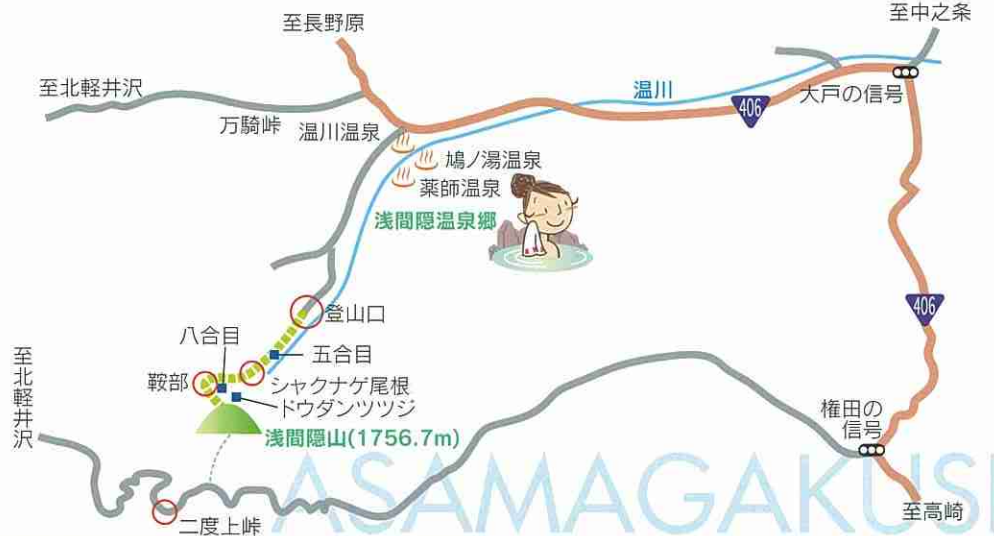 至中之条
至長野原
至北軽井沢
温川
406
大戸の信号
万騎峠
温川温泉
鳩ノ湯温泉
薬師温泉
浅間隠温泉郷
406
登山口
八合目
五合目
至北軽井沢
鞍部
シャクナゲ尾根
ドウダンツツジ
浅間隠山(1756.7m)
権田の
信号
ASAMAGAKUSI
至高崎
二度上峠